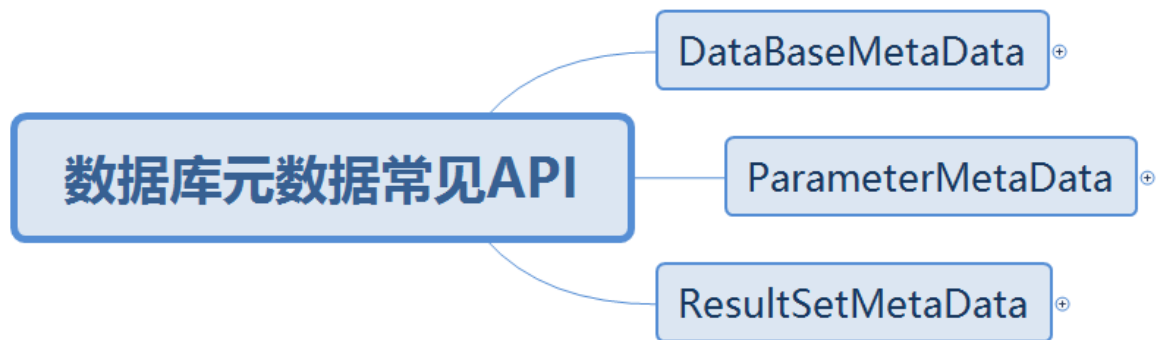 数据库元数据常见API
DataBaseMetaData
ParameterMetaData
ResultSetMetaData